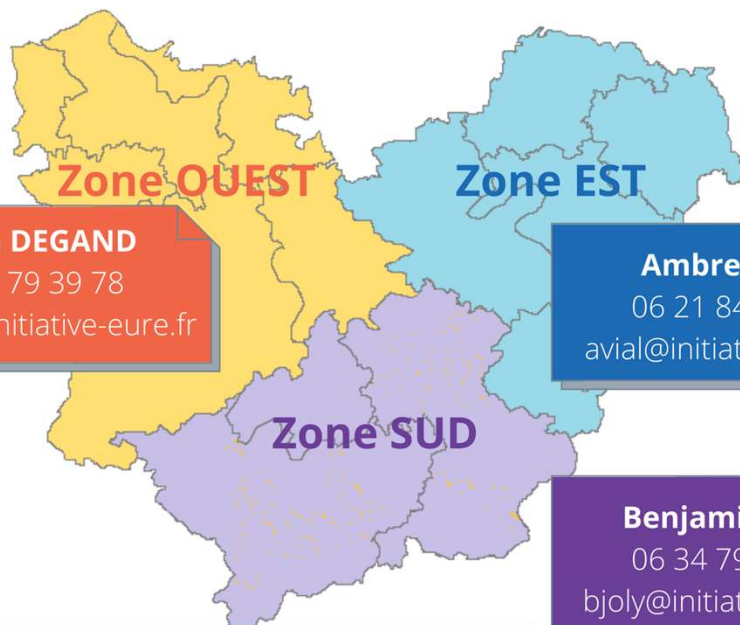 Zone OUEST
Zone EST
DEGAND
79 39 78
nitiative-eure.fr
Ambre
06 21 84
avial@initiat
Zone SUD
Benjami
06 34 79
bjoly@initiat